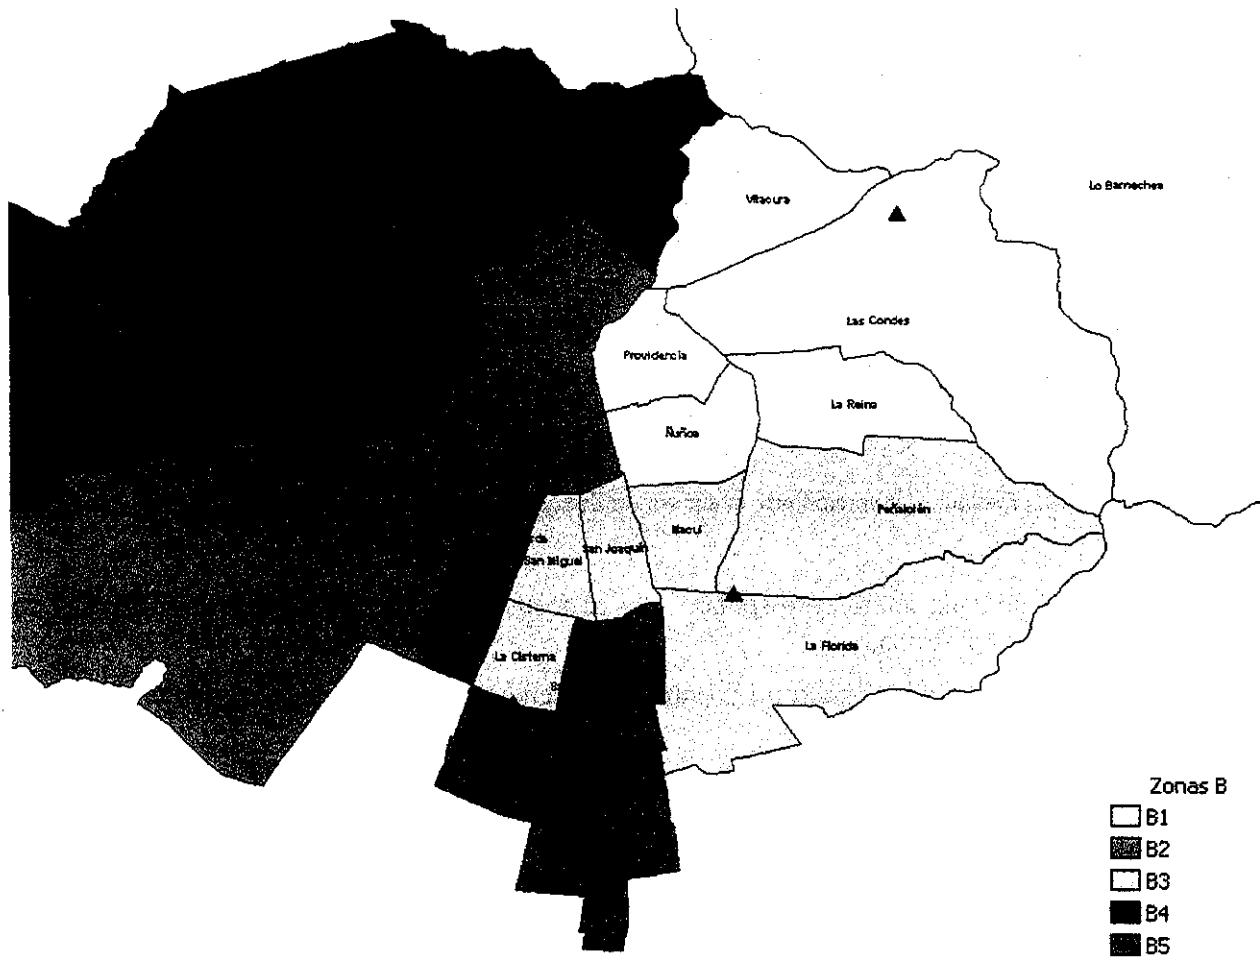 Lo Barnechea
Vitacura
Las Condes
Providencia
La Reina
Ñuñoa
Peñalolén
Macul
San Joaquín
San Miguel
La Florida
La Cisterna
Zonas B
B1
B2
B3
B4
B5